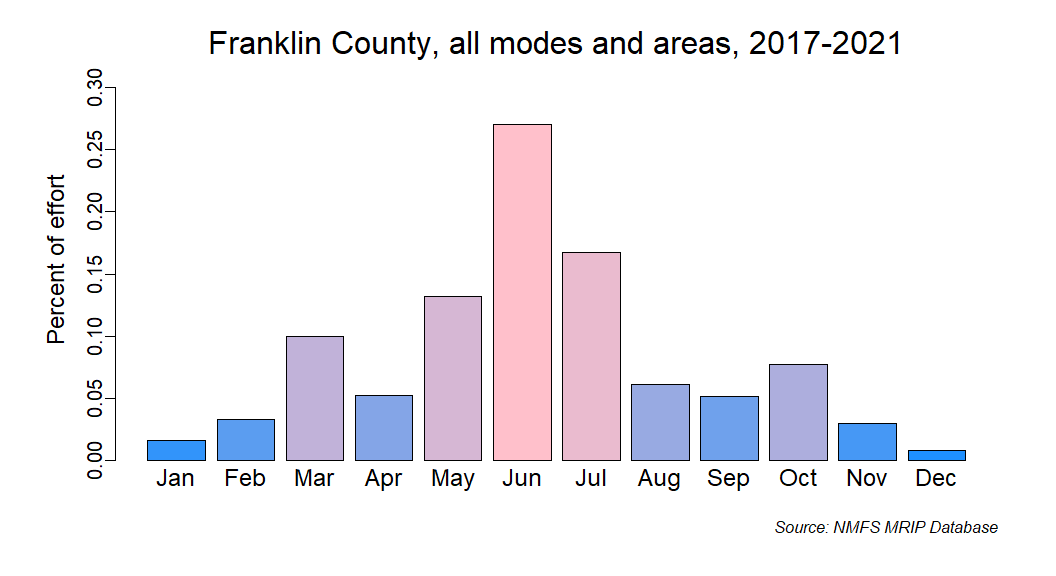 Franklin County, all modes and areas, 2017-2021
Percent of effort
0.30
0.25
0.20
0.15
0.10
0.05
0.00
Jan Feb Mar Apr May Jun Jul Aug Sep Oct Nov Dec
Source: NMFS MRIP Database